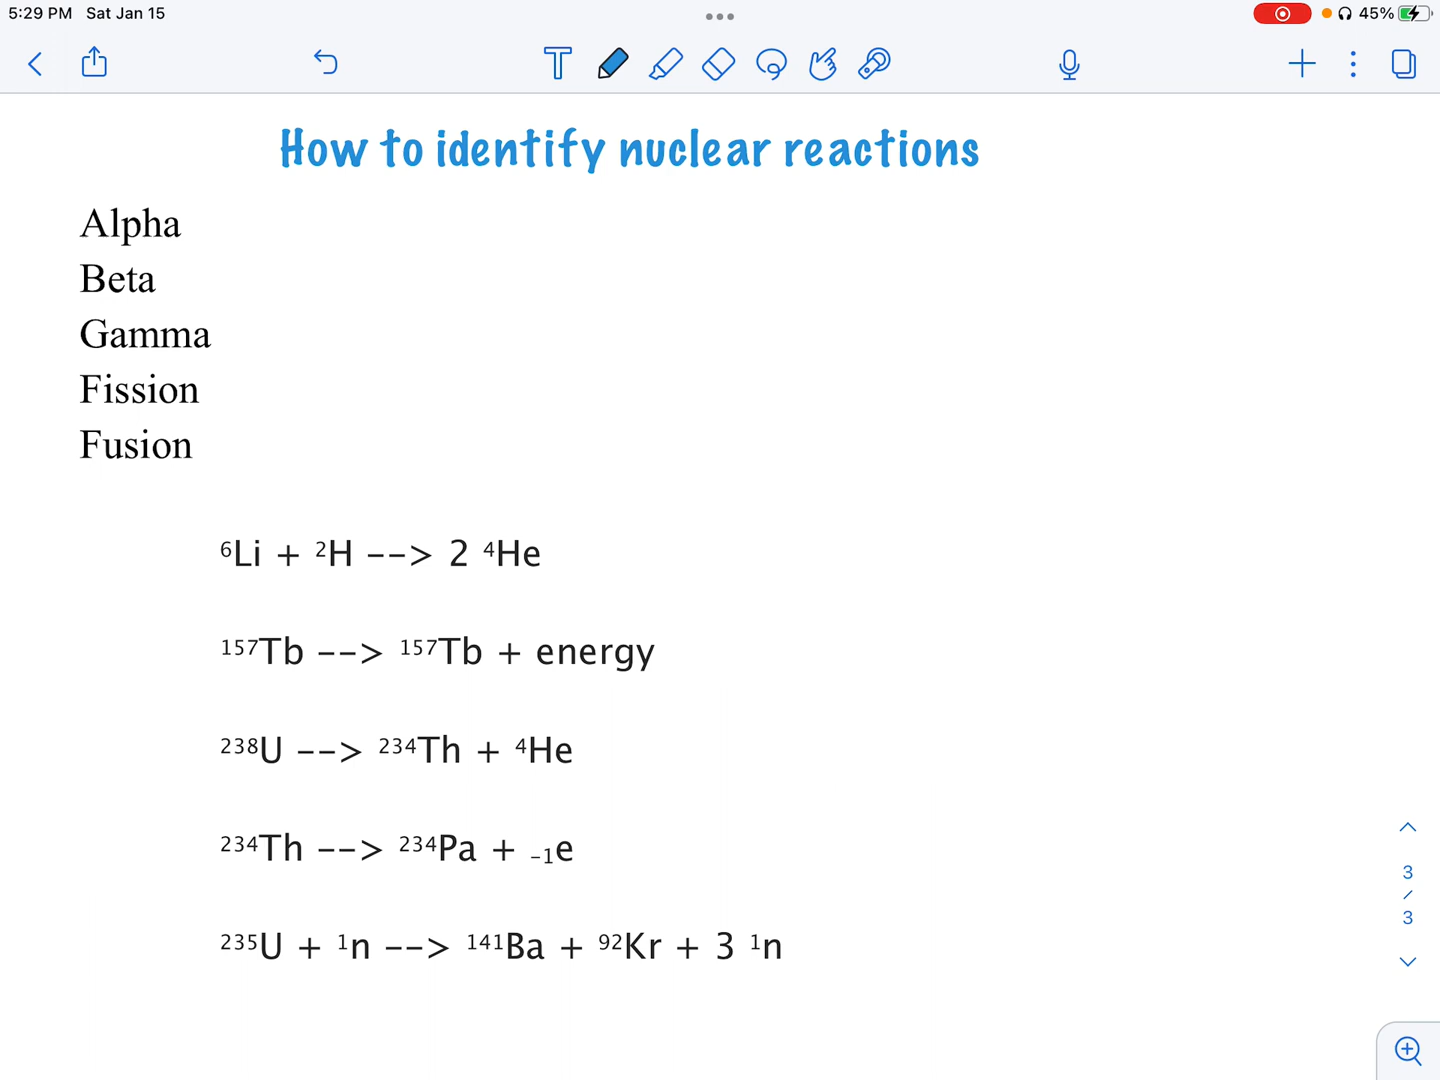 5:29 PM Sat Jan 15 45%
How to identify nuclear reactions
Alpha
Beta
Gamma
Fission
Fusion
⁶Li + ²H --> 2 ⁴He
¹⁵⁷Tb --> ¹⁵⁷Tb + energy
²³⁸U --> ²³⁴Th + ⁴He
²³⁴Th --> ²³⁴Pa + ₋₁e
²³⁵U + ¹n --> ¹⁴¹Ba + ⁹²Kr + 3 ¹n
3
/
3